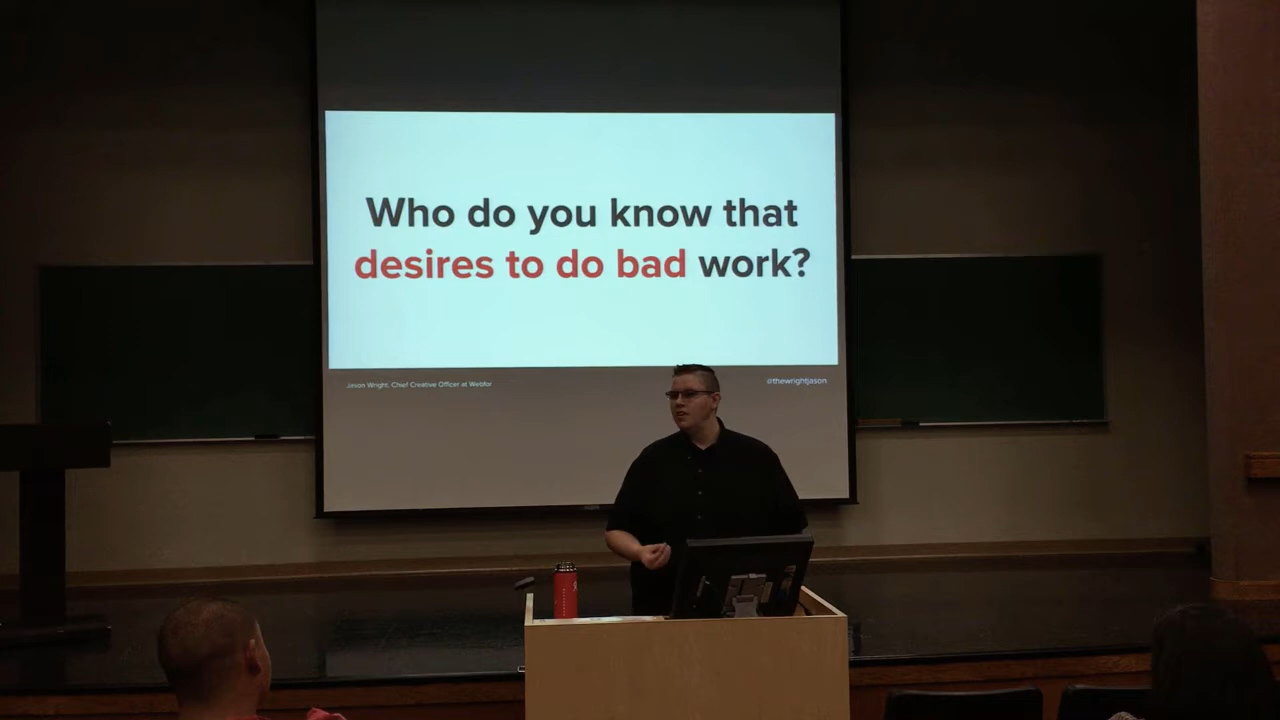 Who do you know that
desires to do bad work?
Jason Wright, Chief Creative Officer at Webfor
@thewrightjason